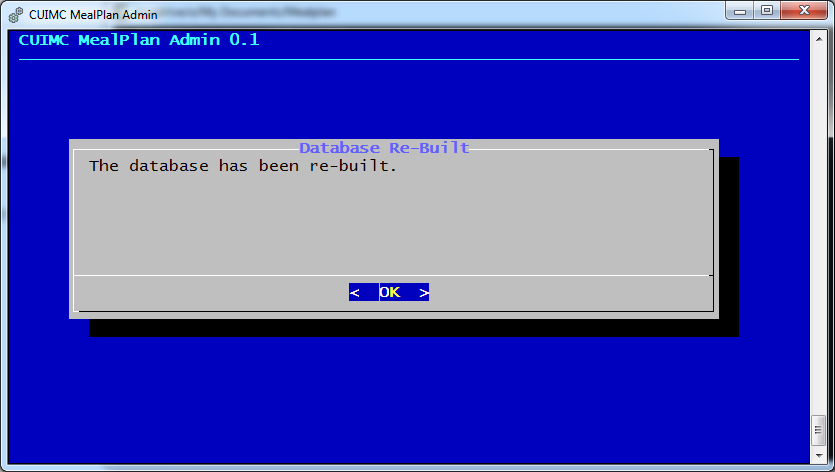 CUIMC MealPlan Admin
CUIMC MealPlan Admin 0.1
Database Re-Built
The database has been re-built.
< OK >